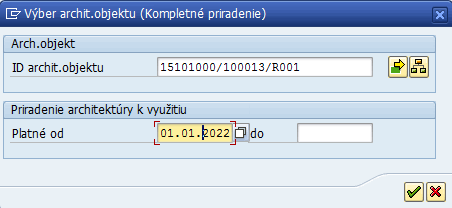 Výber archit.objektu (Kompletné priradenie)
Arch.objekt
ID archit.objektu 15101000/100013/R001
Priradenie architektúry k využitiu
Platné od 01.01.2022 do